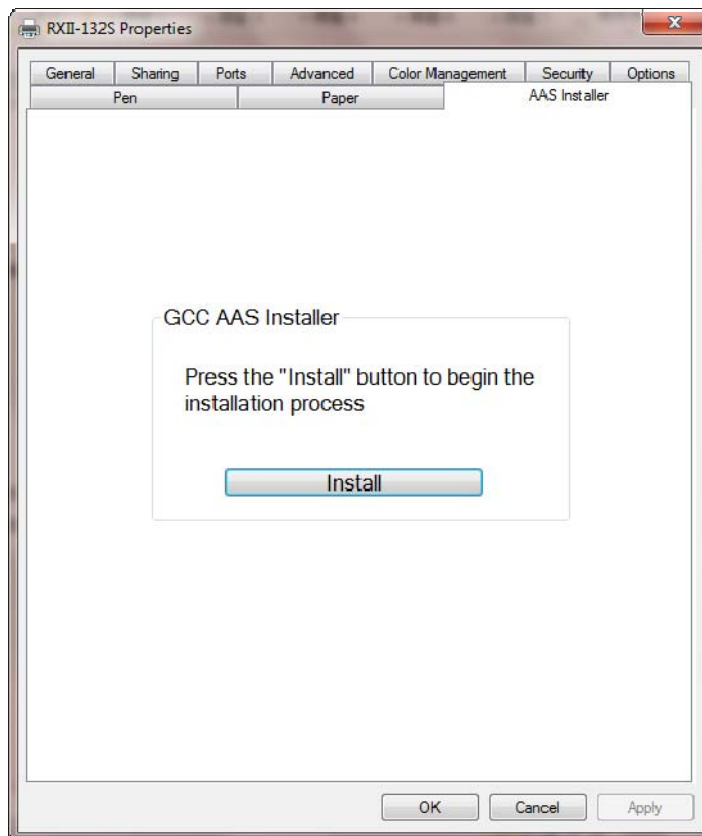 RXII-132S Properties
X
General Sharing Ports Advanced Color Management Security Options
Pen Paper AAS Installer
GCC AAS Installer
Press the "Install" button to begin the
installation process
Install
OK Cancel Apply